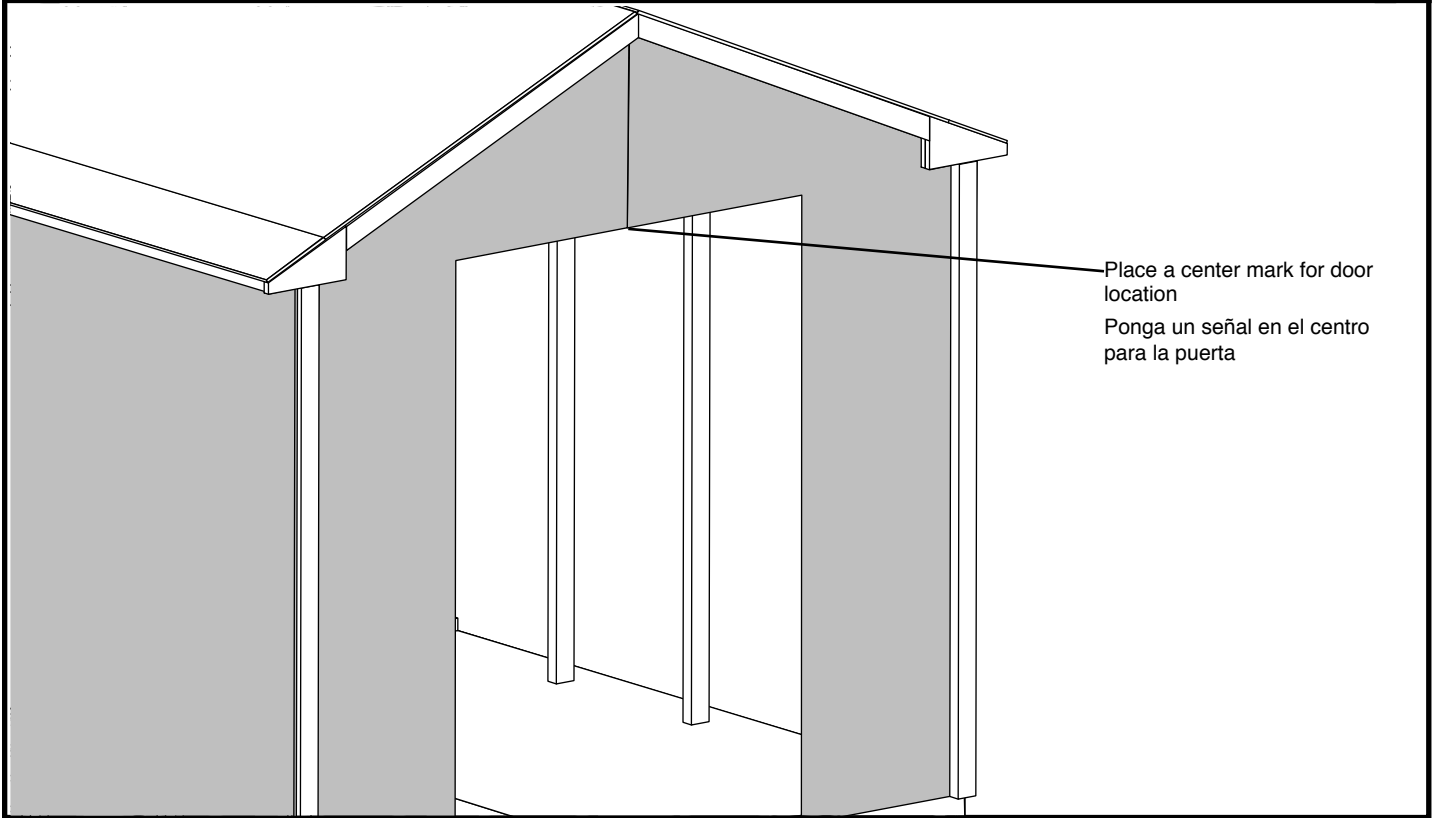 Place a center mark for door
location
Ponga un señal en el centro
para la puerta